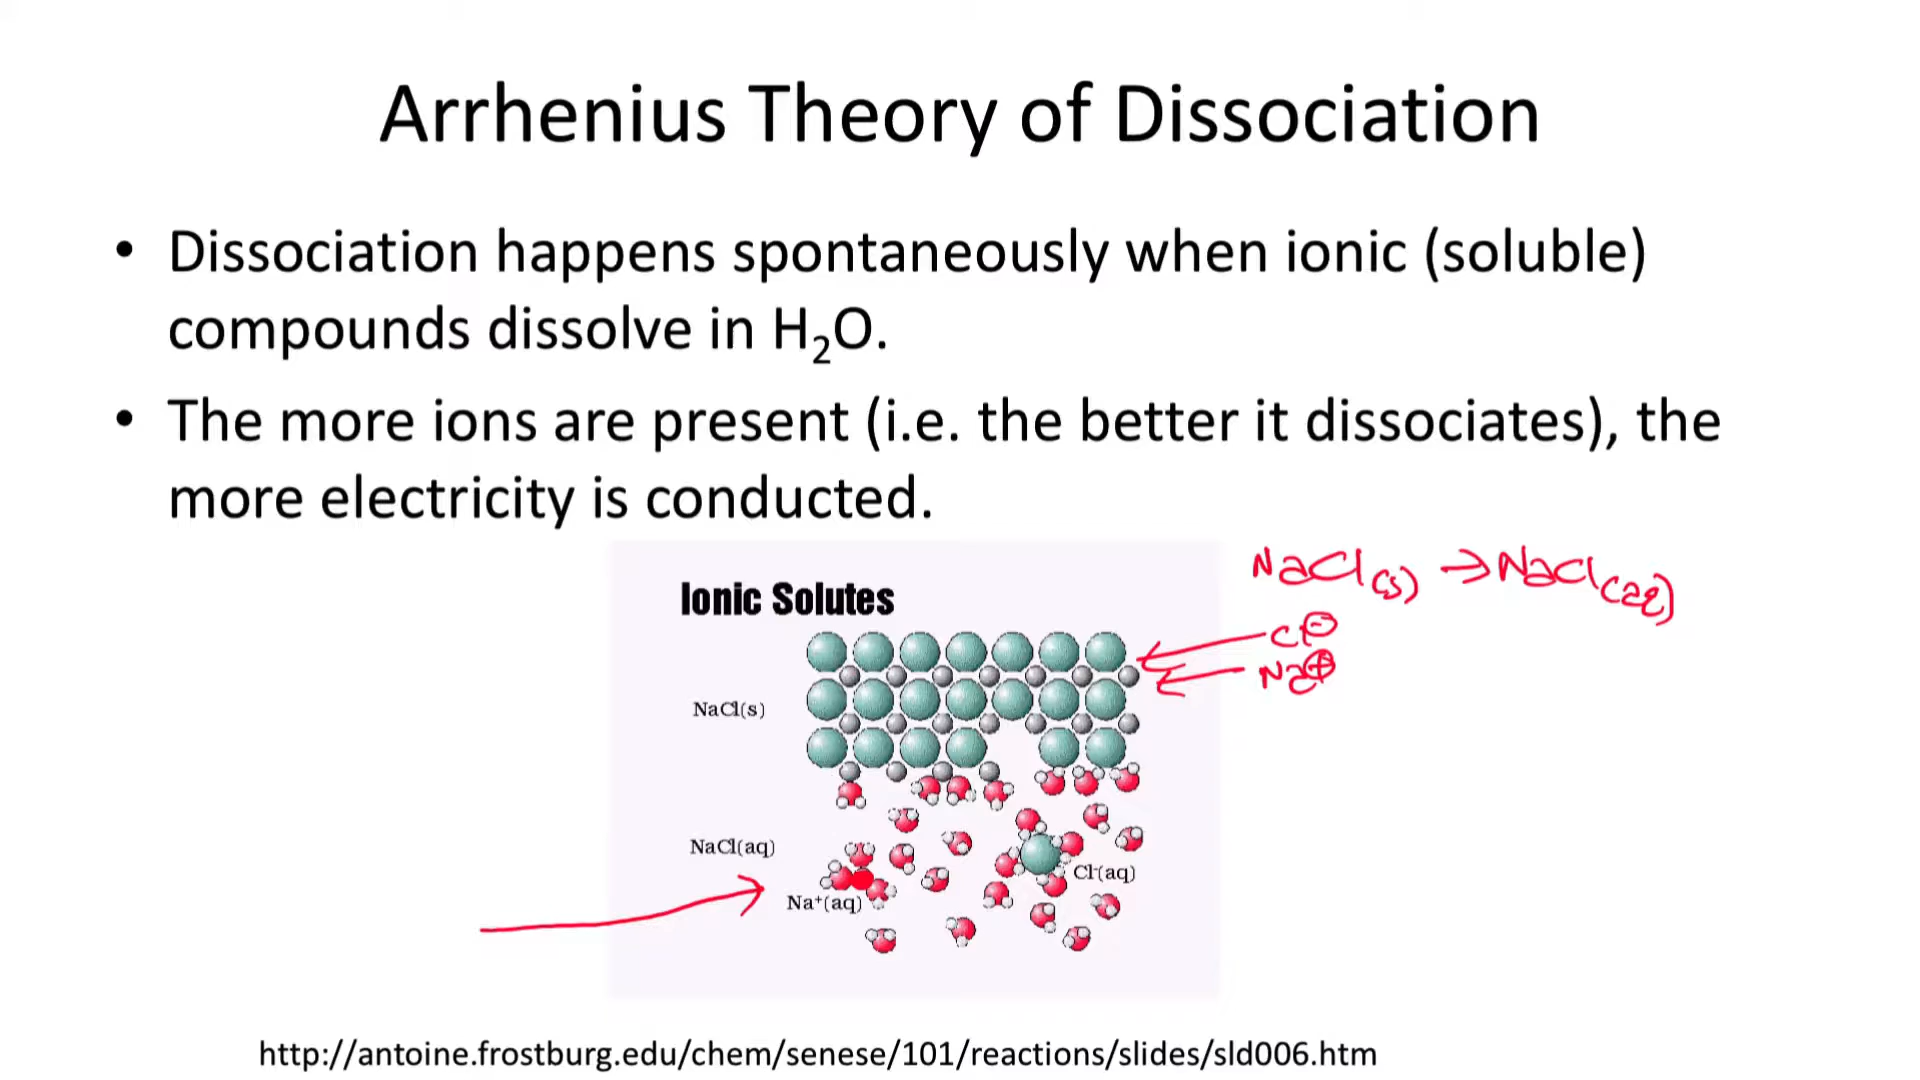 Arrhenius Theory of Dissociation
• Dissociation happens spontaneously when ionic (soluble)
compounds dissolve in H₂O.
• The more ions are present (i.e. the better it dissociates), the
more electricity is conducted.
Ionic Solutes
NaCl(s) → NaCl(aq)
Cl⊖
Na⊕
NaCl(s)
NaCl(aq)
Cl⁻(aq)
Na⁺(aq)
http://antoine.frostburg.edu/chem/senese/101/reactions/slides/sld006.htm